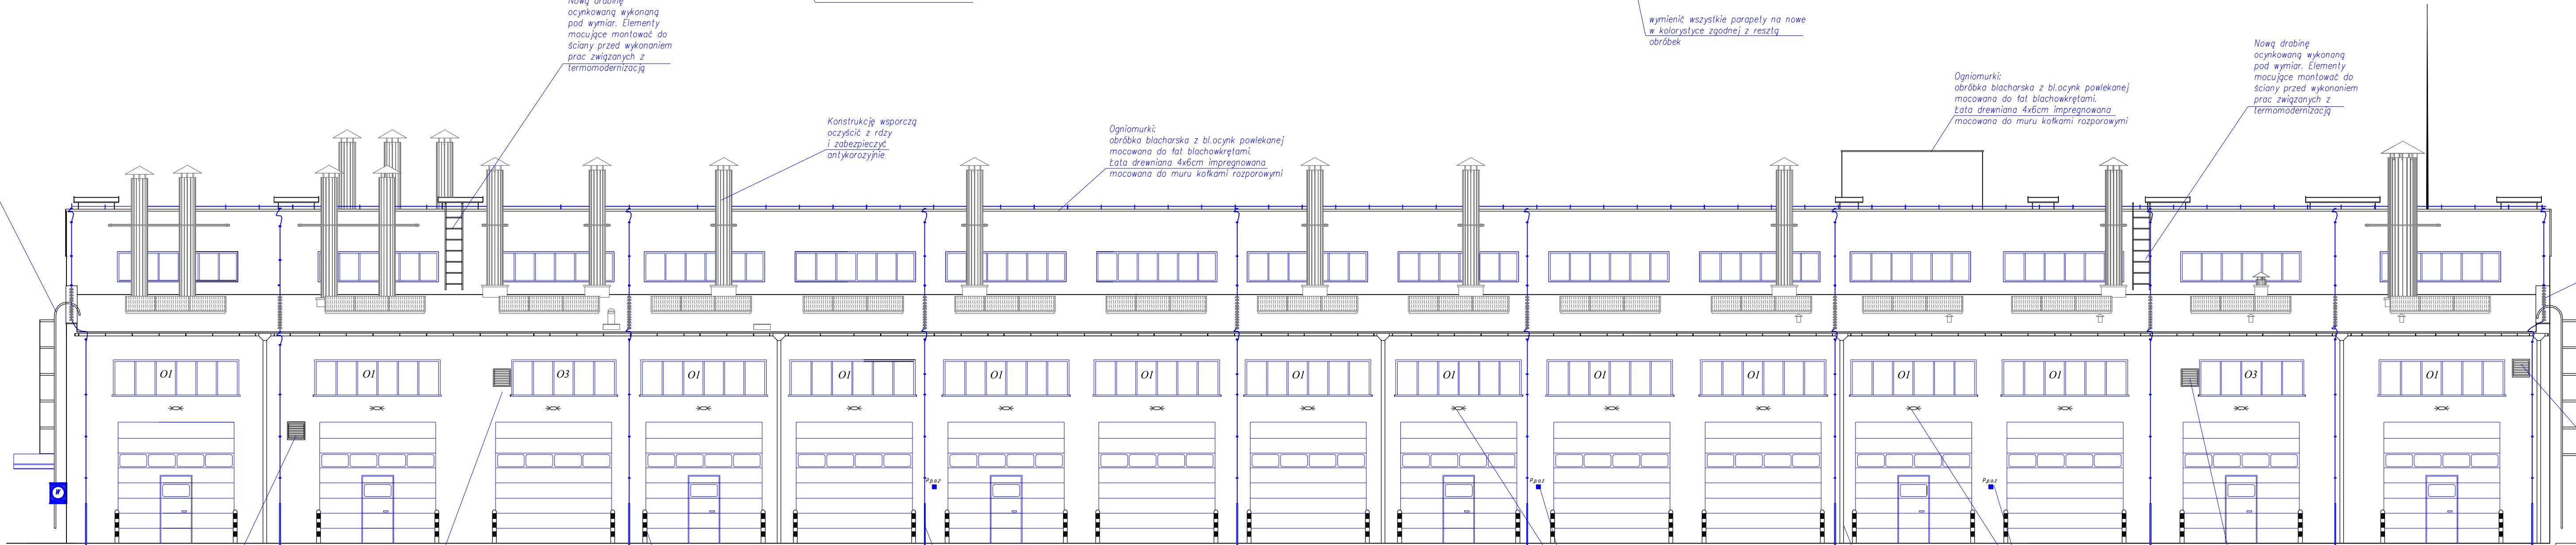 Nową drabinę
ocynkowaną wykonaną
pod wymiar. Elementy
mocujące montować do
ściany przed wykonaniem
prac związanych z
termomodernizacją
wymienić wszystkie parapety na nowe
w kolorystyce zgodnej z resztą
obróbek
Nową drabinę
ocynkowaną wykonaną
pod wymiar. Elementy
mocujące montować do
ściany przed wykonaniem
prac związanych z
termomodernizacją
Ogniomurki:
obróbka blacharska z bl.ocynk powlekanej
mocowana do łat blachowkrętami.
Łata drewniana 4x6cm impregnowana
mocowana do muru kołkami rozporowymi
Konstrukcję wsporczą
oczyścić z rdzy
i zabezpieczyć
antykorozyjnie
Ogniomurki:
obróbka blacharska z bl.ocynk powlekanej
mocowana do łat blachowkrętami.
Łata drewniana 4x6cm impregnowana
mocowana do muru kołkami rozporowymi
O1 O1 O3 O1 O1 O1 O1 O1 O1 O1 O1 O1 O1 O3 O1
P.poż P.poż P.poż
W